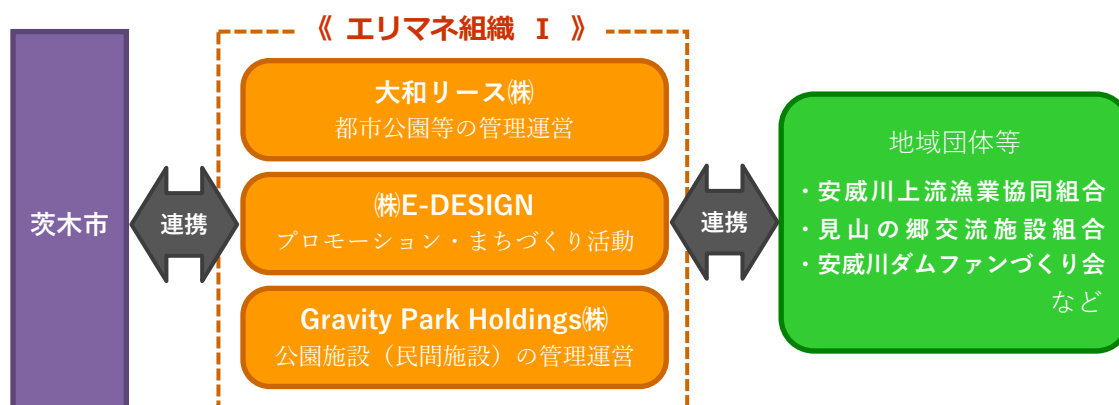 《 エリマネ組織 Ⅰ 》
茨木市
連携
大和リース㈱
都市公園等の管理運営
㈱E-DESIGN
プロモーション・まちづくり活動
Gravity Park Holdings㈱
公園施設（民間施設）の管理運営
連携
地域団体等
・安威川上流漁業協同組合
・見山の郷交流施設組合
・安威川ダムファンづくり会
など